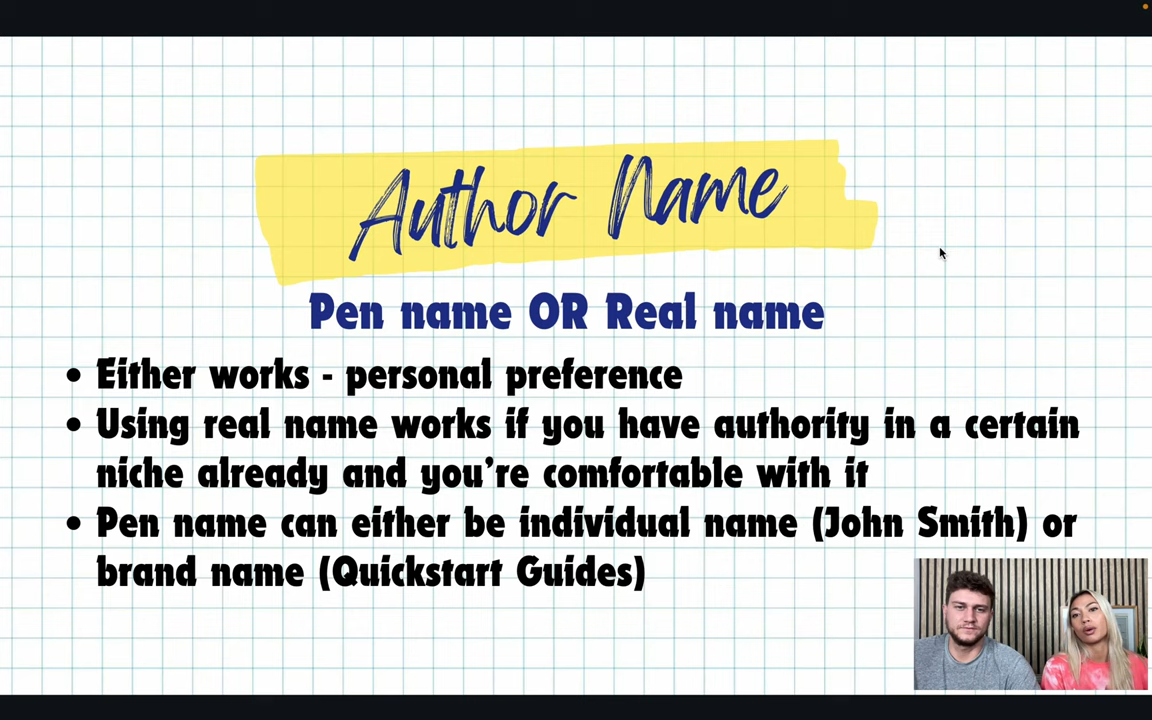 Author Name
Pen name OR Real name
• Either works - personal preference
• Using real name works if you have authority in a certain
niche already and you're comfortable with it
• Pen name can either be individual name (John Smith) or
brand name (Quickstart Guides)